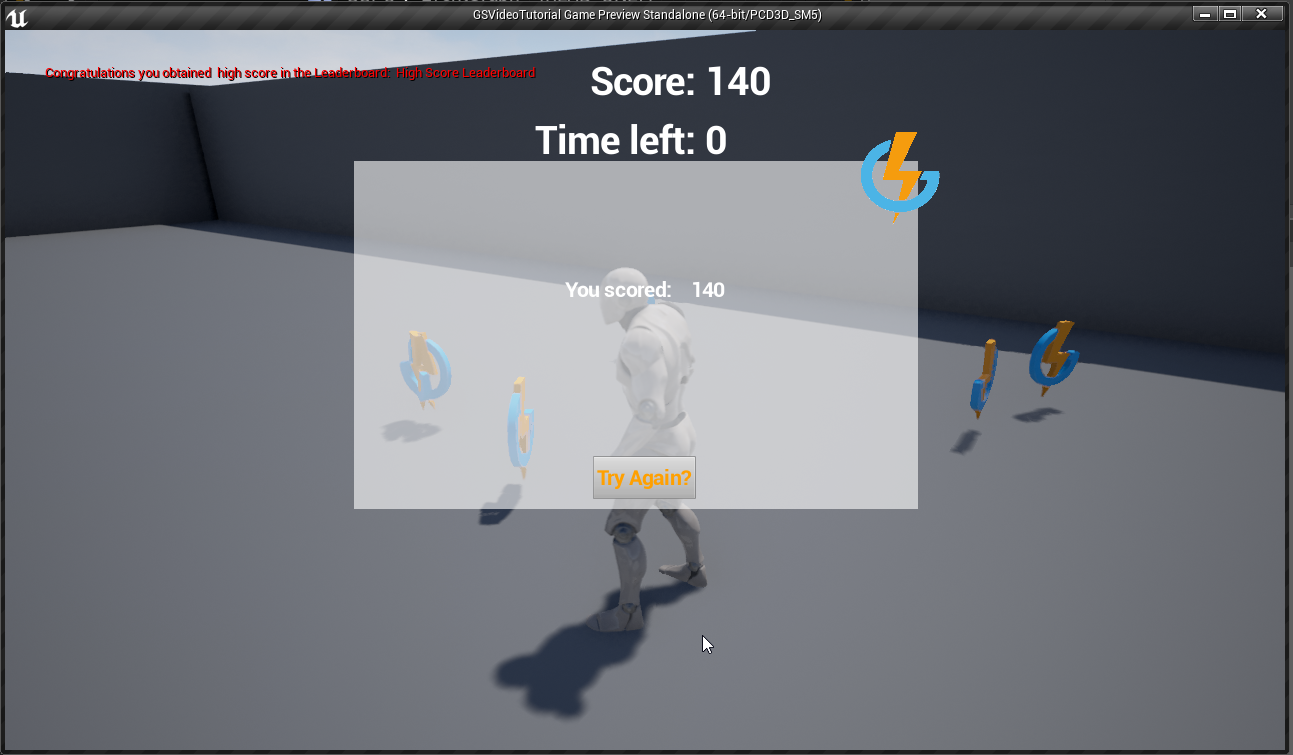 GSVideoTutorial Game Preview Standalone (64-bit/PCD3D_SM5)
Congratulations you obtained  high score in the Leaderboard:  High Score Leaderboard
Score: 140
Time left: 0
You scored: 140
Try Again?